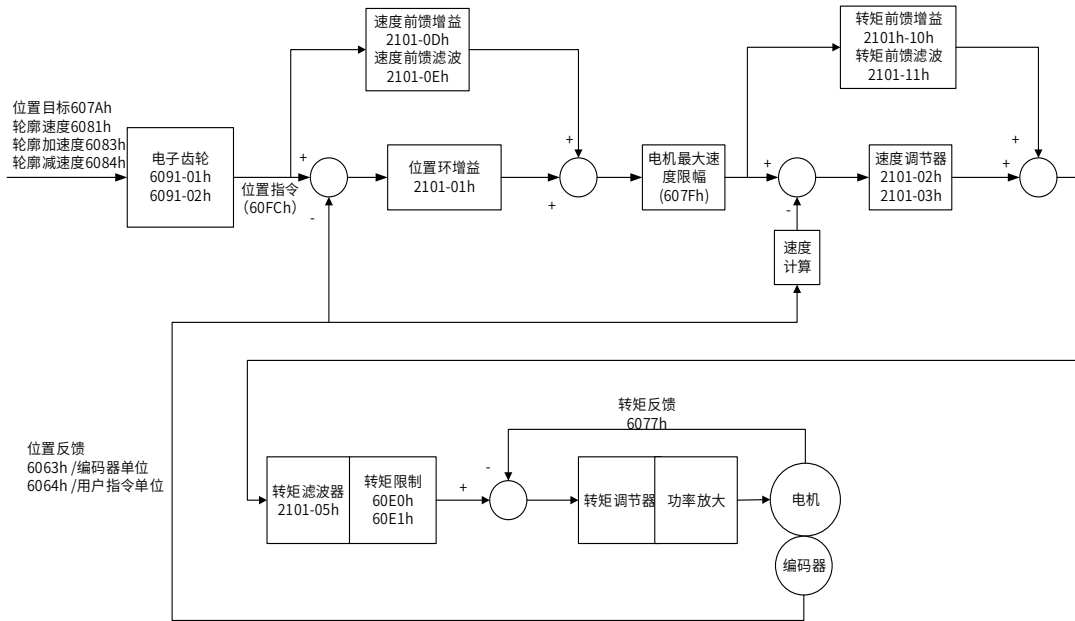 速度前馈增益
2101-0Dh
速度前馈滤波
2101-0Eh
转矩前馈增益
2101h-10h
转矩前馈滤波
2101-11h
位置目标607Ah
轮廓速度6081h
轮廓加速度6083h
轮廓减速度6084h
电子齿轮
6091-01h
6091-02h
位置指令
（60FCh）
+
-
位置环增益
2101-01h
+
+
电机最大速
度限幅
(607Fh)
+
-
速度调节器
2101-02h
2101-03h
+
+
速度
计算
位置反馈
6063h /编码器单位
6064h /用户指令单位
转矩反馈
6077h
转矩滤波器
2101-05h
转矩限制
60E0h
60E1h
+
-
转矩调节器
功率放大
电机
编码器